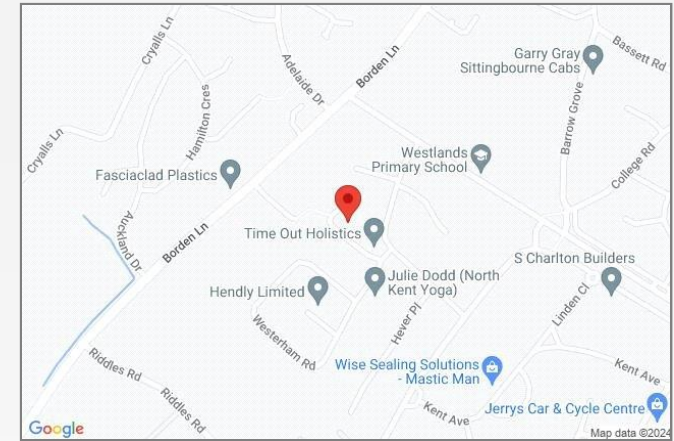 Cryalls Ln
Borden Ln
Garry Gray
Sittingbourne Cabs
Bassett Rd
Adelaide Dr
Hamilton Cres
Barrow Grove
Cryalls Ln
Westlands
Primary School
College Rd
Fasciaclad Plastics
Auckland Dr
Borden Ln
Time Out Holistics
S Charlton Builders
Julie Dodd (North
Kent Yoga)
Hendly Limited
Hever Pl
Linden Cl
Westerham Rd
Riddles Rd
Wise Sealing Solutions
- Mastic Man
Kent Ave
Riddles Rd
Kent Ave
Jerrys Car & Cycle Centre
Google
Map data ©2024